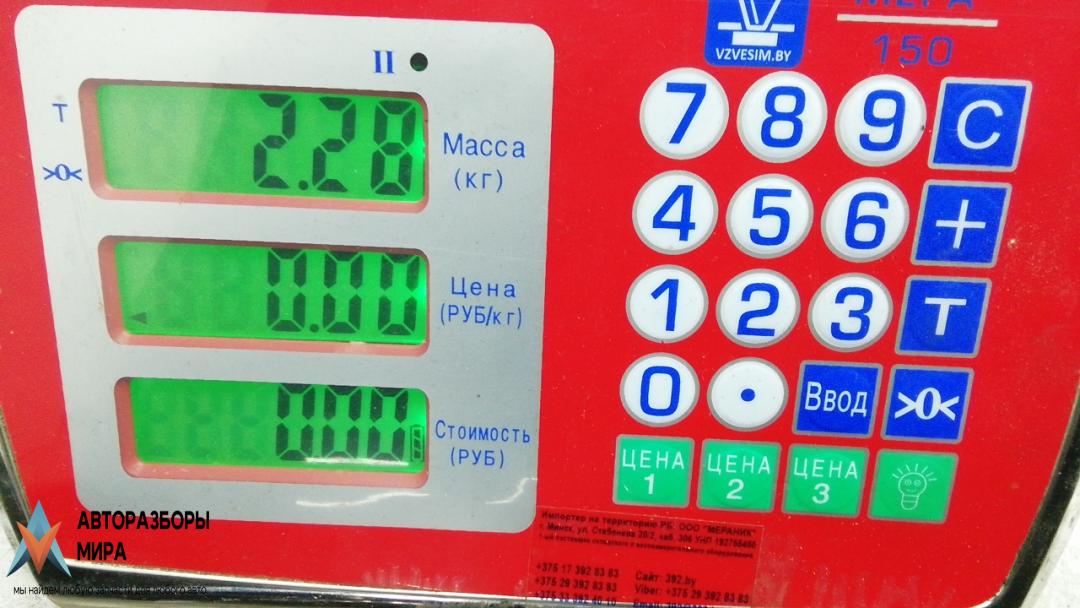 VZVESIM.BY
150
II
T
2.28
Масса
(кг)
>0<
0.00
Цена
(РУБ/кг)
000
Стоимость
(РУБ)
7 8 9 C
4 5 6 +
1 2 3 T
0 . Ввод >0<
ЦЕНА 1
ЦЕНА 2
ЦЕНА 3
Импортер на территорию РБ: ООО "МЕРАНИК"
+375 17 392 83 83 Сайт: 392.by
+375 29 392 83 83 Viber: +375 29 392 83 83
АВТОРАЗБОРЫ
МИРА